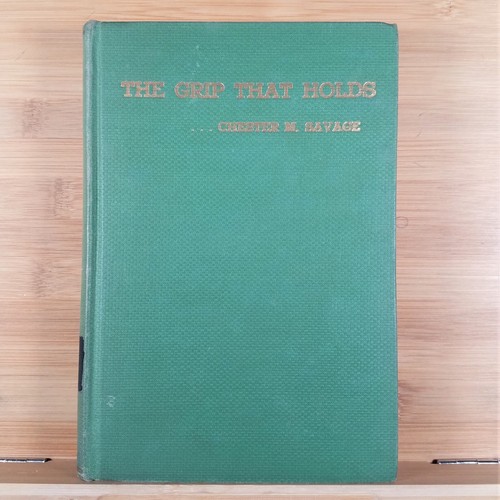 THE GRIP THAT HOLDS
... CHESTER M. SAVAGE